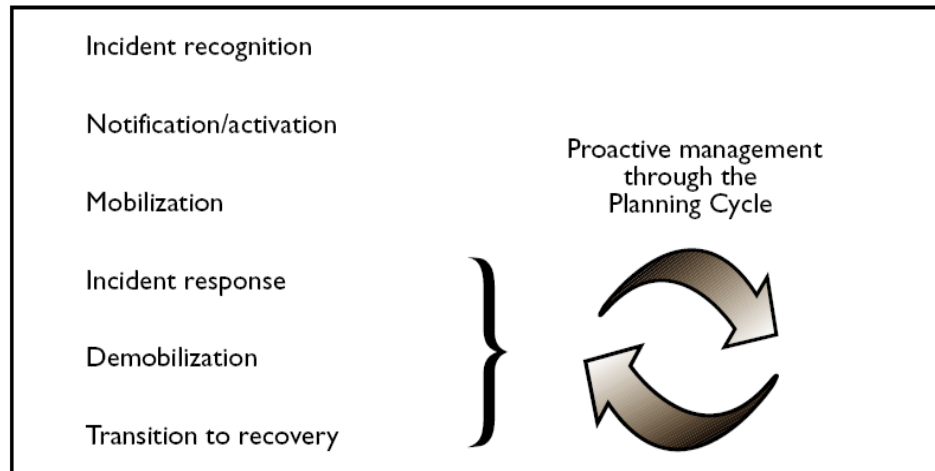 Incident recognition
Notification/activation
Mobilization
Incident response
Demobilization
Transition to recovery
Proactive management
through the
Planning Cycle